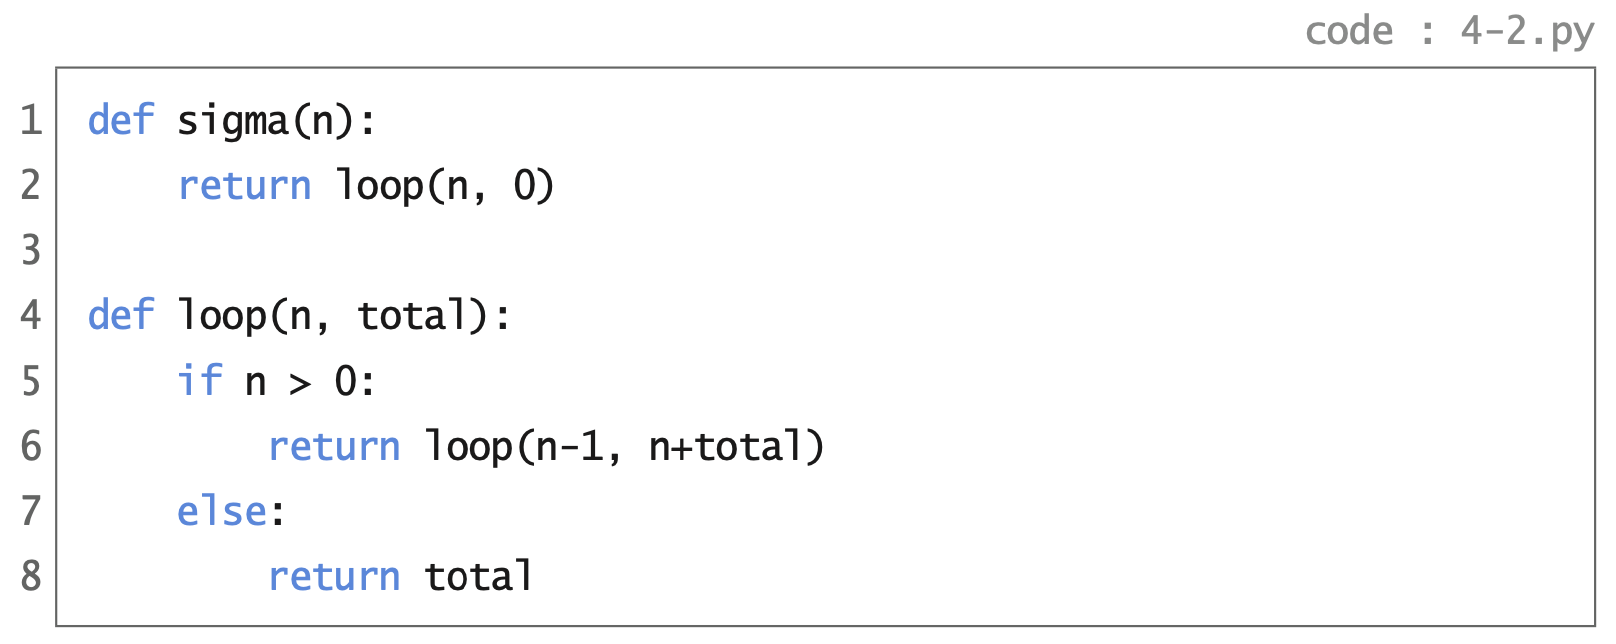 code : 4-2.py
1 def sigma(n):
2     return loop(n, 0)
3
4 def loop(n, total):
5     if n > 0:
6         return loop(n-1, n+total)
7     else:
8         return total